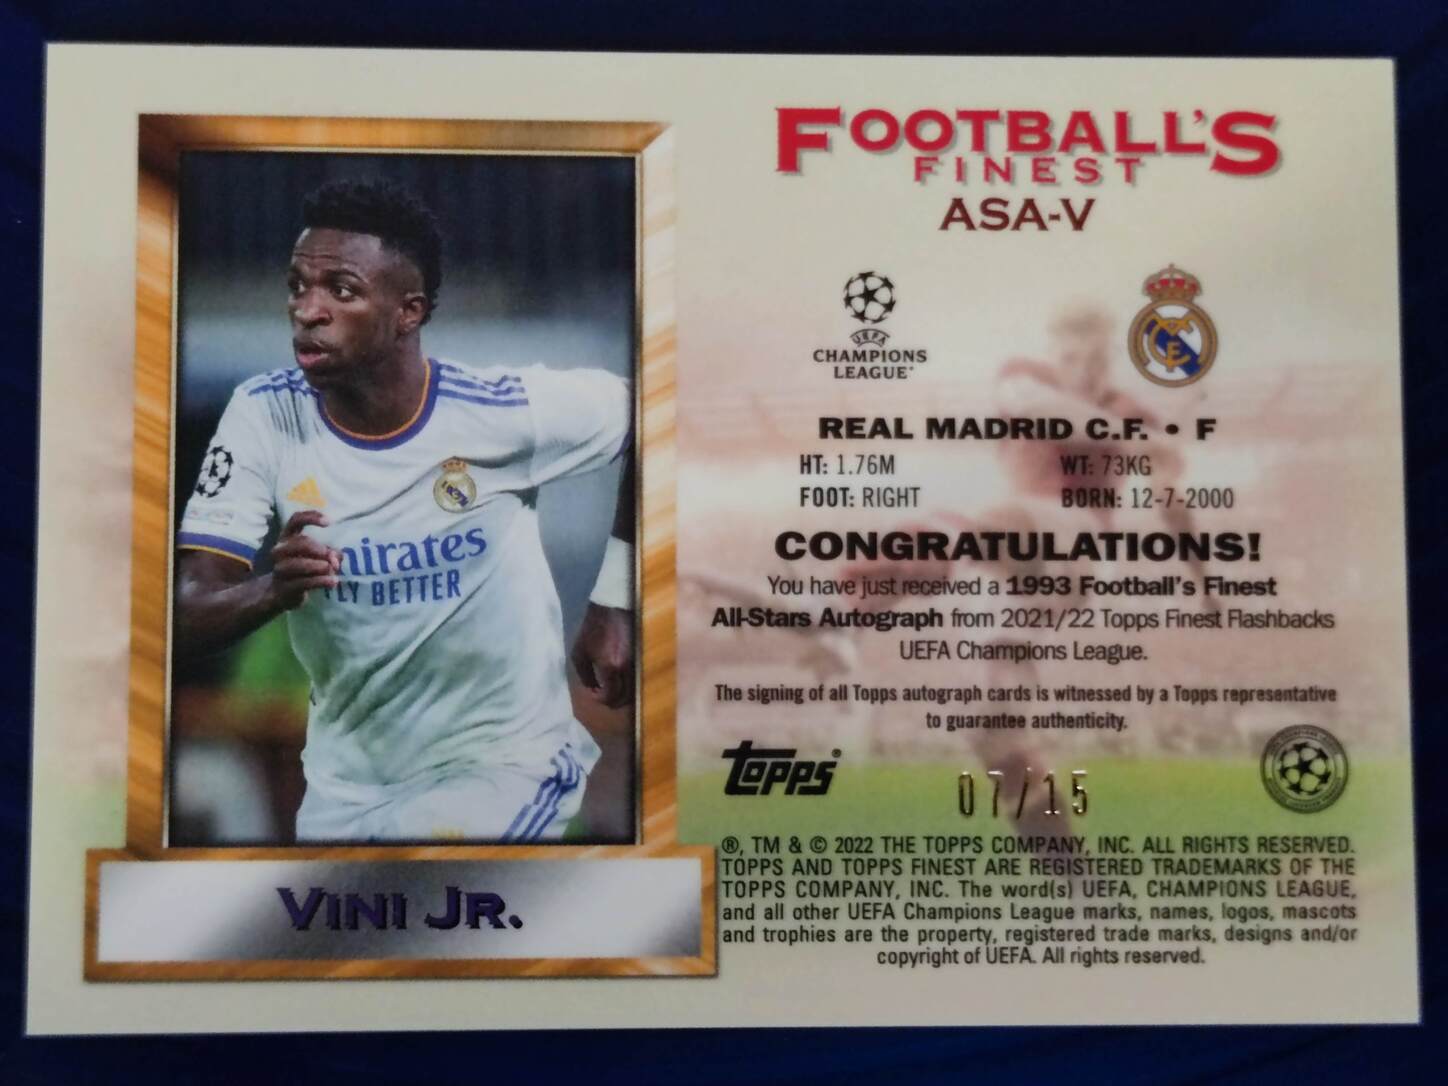 FOOTBALL'S
FINEST
ASA-V
UEFA
CHAMPIONS
LEAGUE®
REAL MADRID C.F. • F
HT: 1.76M WT: 73KG
FOOT: RIGHT BORN: 12-7-2000
CONGRATULATIONS!
You have just received a 1993 Football's Finest
All-Stars Autograph from 2021/22 Topps Finest Flashbacks
UEFA Champions League.
The signing of all Topps autograph cards is witnessed by a Topps representative
to guarantee authenticity.
topps®
07/15
®, TM & © 2022 THE TOPPS COMPANY, INC. ALL RIGHTS RESERVED.
TOPPS AND TOPPS FINEST ARE REGISTERED TRADEMARKS OF THE
TOPPS COMPANY, INC. The word(s) UEFA, CHAMPIONS LEAGUE,
and all other UEFA Champions League marks, names, logos, mascots
and trophies are the property, registered trade marks, designs and/or
copyright of UEFA. All rights reserved.
mirates
FLY BETTER
VINI JR.